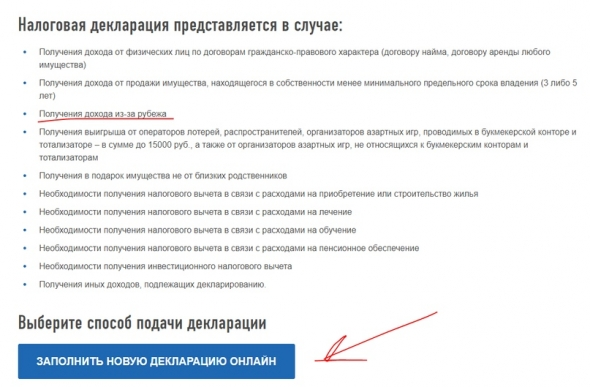 Налоговая декларация представляется в случае:
Получения дохода от физических лиц по договорам гражданско-правового характера (договору найма, договору аренды любого
имущества)
Получения дохода от продажи имущества, находящегося в собственности менее минимального предельного срока владения (3 либо 5
лет)
Получения дохода из-за рубежа
Получения выигрыша от операторов лотерей, распространителей, организаторов азартных игр, проводимых в букмекерской конторе и
тотализаторе – в сумме до 15000 руб., а также от организаторов азартных игр, не относящихся к букмекерским конторам и
тотализаторам
Получения в подарок имущества не от близких родственников
Необходимости получения налогового вычета в связи с расходами на приобретение или строительство жилья
Необходимости получения налогового вычета в связи с расходами на лечение
Необходимости получения налогового вычета в связи с расходами на обучение
Необходимости получения налогового вычета в связи с расходами на пенсионное обеспечение
Необходимости получения инвестиционного налогового вычета
Получения иных доходов, подлежащих декларированию.
Выберите способ подачи декларации
ЗАПОЛНИТЬ НОВУЮ ДЕКЛАРАЦИЮ ОНЛАЙН